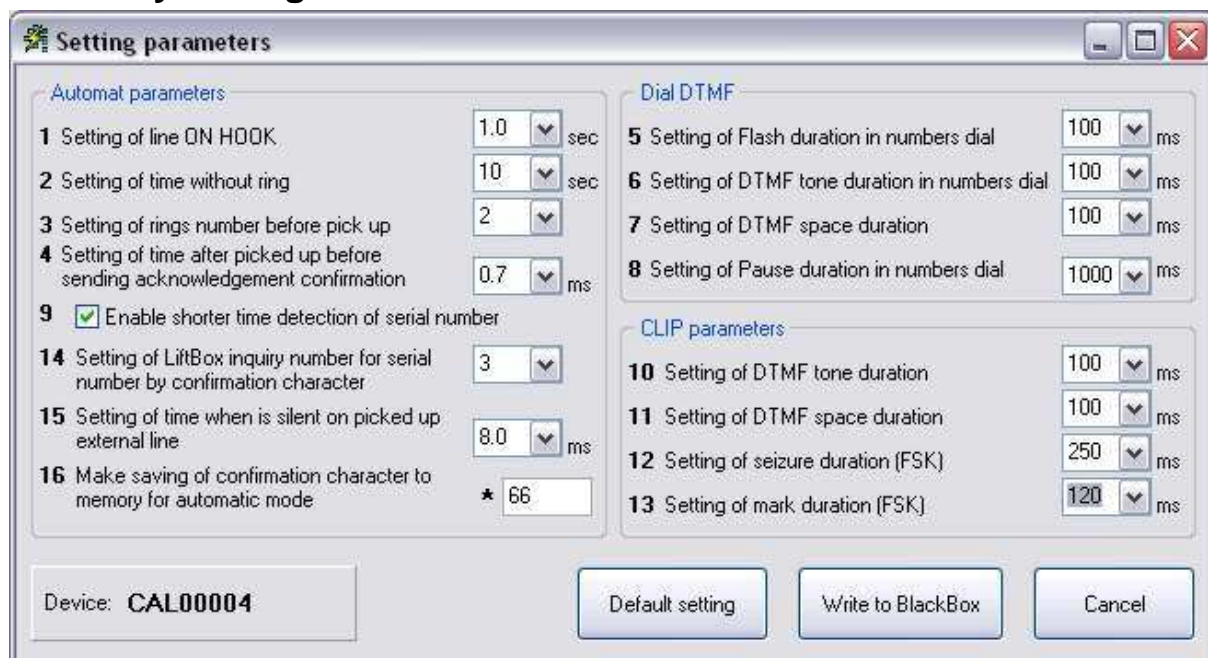 Setting parameters
Automat parameters
1 Setting of line ON HOOK 1.0 sec
2 Setting of time without ring 10 sec
3 Setting of rings number before pick up 2
4 Setting of time after picked up before
sending acknowledgement confirmation 0.7 ms
9 Enable shorter time detection of serial number
14 Setting of LiftBox inquiry number for serial 3
number by confirmation character
15 Setting of time when is silent on picked up
external line 8.0 ms
16 Make saving of confirmation character to
memory for automatic mode * 66
Dial DTMF
5 Setting of Flash duration in numbers dial 100 ms
6 Setting of DTMF tone duration in numbers dial 100 ms
7 Setting of DTMF space duration 100 ms
8 Setting of Pause duration in numbers dial 1000 ms
CLIP parameters
10 Setting of DTMF tone duration 100 ms
11 Setting of DTMF space duration 100 ms
12 Setting of seizure duration (FSK) 250 ms
13 Setting of mark duration (FSK) 120 ms
Device: CAL00004
Default setting
Write to BlackBox
Cancel